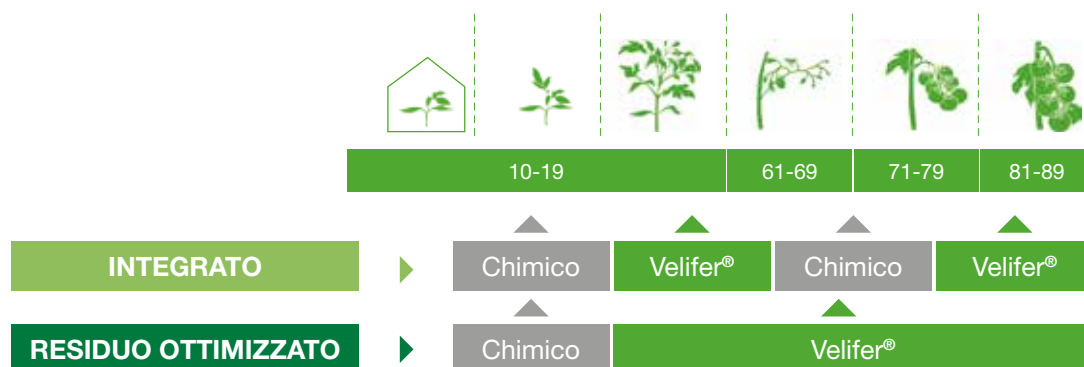 10-19 61-69 71-79 81-89
INTEGRATO Chimico Velifer® Chimico Velifer®
RESIDUO OTTIMIZZATO Chimico Velifer®